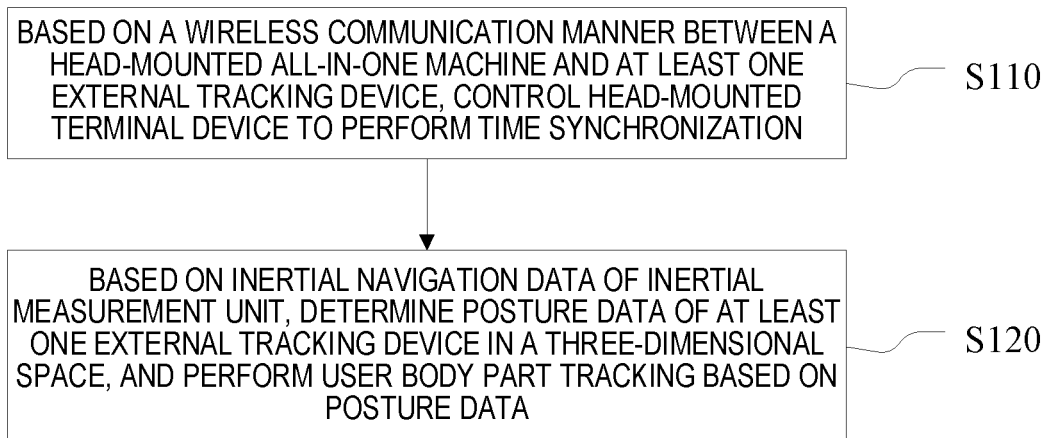 BASED ON A WIRELESS COMMUNICATION MANNER BETWEEN A
HEAD-MOUNTED ALL-IN-ONE MACHINE AND AT LEAST ONE
EXTERNAL TRACKING DEVICE, CONTROL HEAD-MOUNTED
TERMINAL DEVICE TO PERFORM TIME SYNCHRONIZATION
S110
BASED ON INERTIAL NAVIGATION DATA OF INERTIAL
MEASUREMENT UNIT, DETERMINE POSTURE DATA OF AT LEAST
ONE EXTERNAL TRACKING DEVICE IN A THREE-DIMENSIONAL
SPACE, AND PERFORM USER BODY PART TRACKING BASED ON
POSTURE DATA
S120